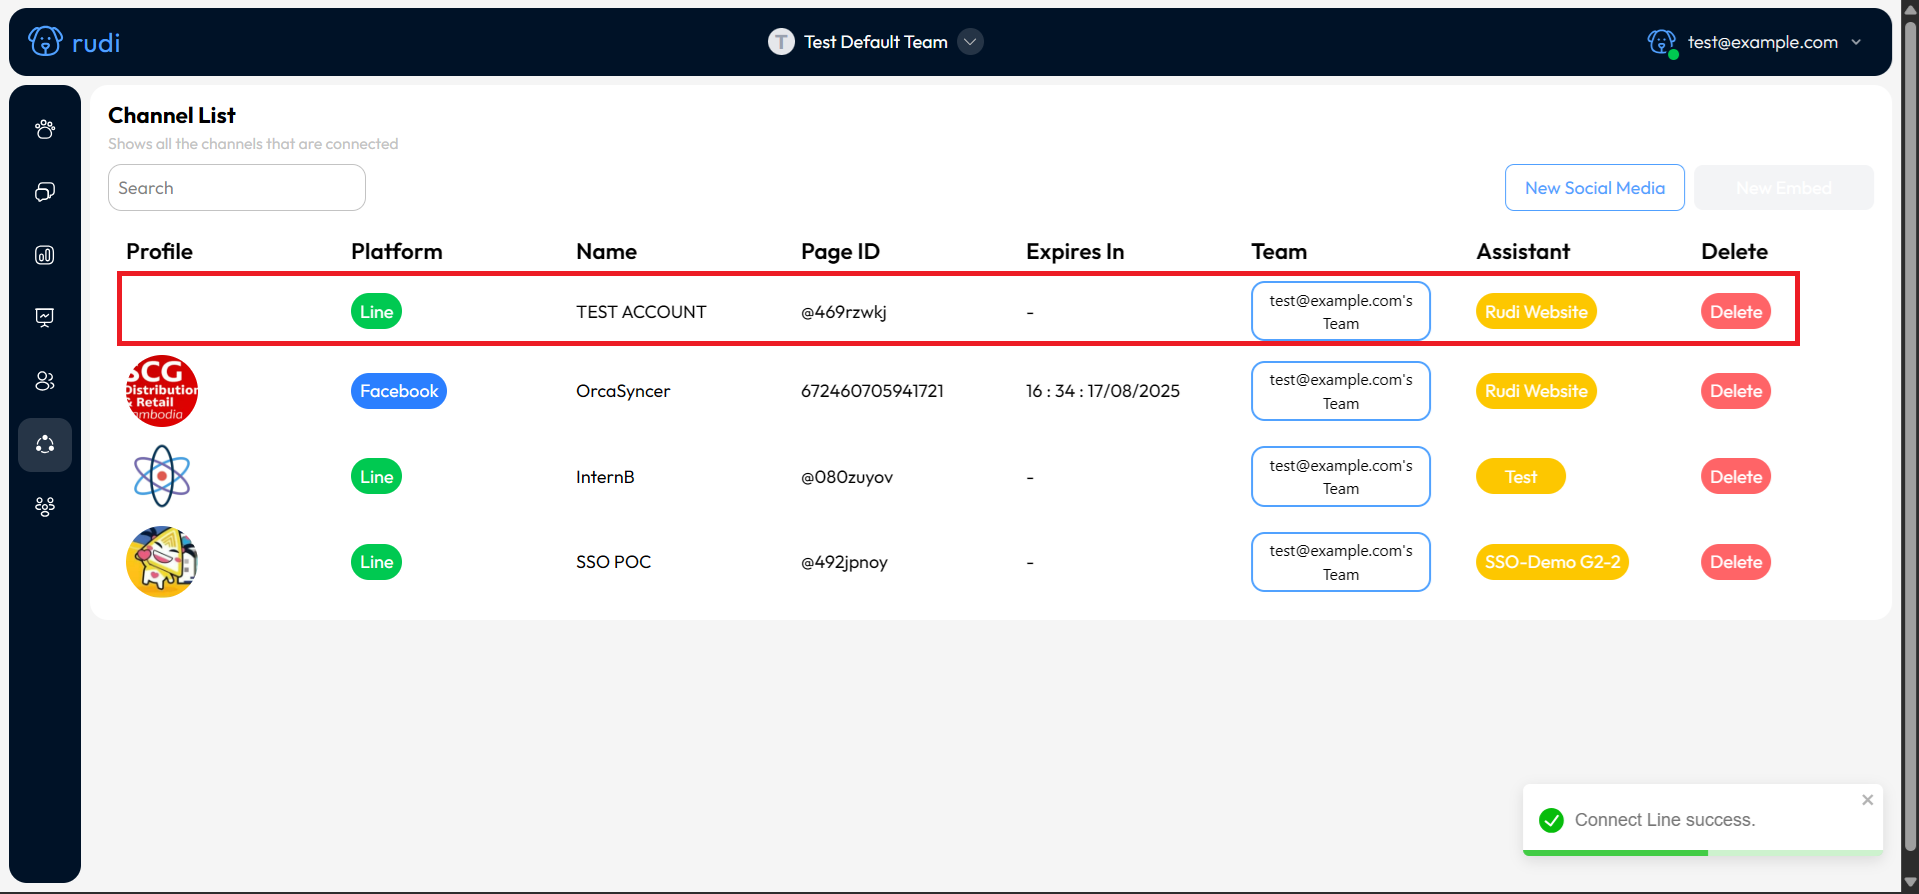 rudi
T Test Default Team
test@example.com
Channel List
Shows all the channels that are connected
Search
New Social Media
New Embed
Profile Platform Name Page ID Expires In Team Assistant Delete
Line TEST ACCOUNT @469rzwkj - test@example.com's Rudi Website Delete
Team
SCG
Distribution
& Retail
Facebook OrcaSyncer 672460705941721 16 : 34 : 17/08/2025 test@example.com's Rudi Website Delete
Team
Line InternB @080zuyov - test@example.com's Test Delete
Team
Line SSO POC @492jpnoy - test@example.com's SSO-Demo G2-2 Delete
Team
Connect Line success.